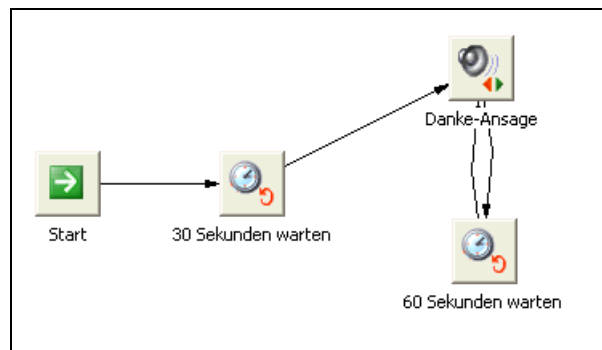 Danke-Ansage
Start
30 Sekunden warten
60 Sekunden warten